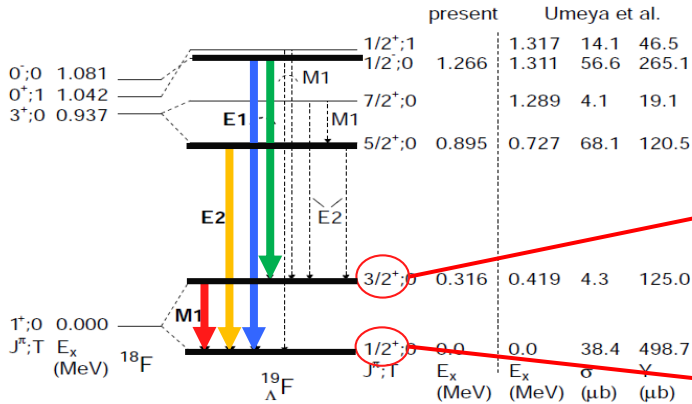 present Umeya et al.
1/2⁺;1 1.317 14.1 46.5
0⁻;0 1.081 1/2⁻;0 1.266 1.311 56.6 265.1
0⁺;1 1.042 M1
3⁺;0 0.937 7/2⁺;0 1.289 4.1 19.1
E1 M1
5/2⁺;0 0.895 0.727 68.1 120.5
E2 E2
3/2⁺;0 0.316 0.419 4.3 125.0
M1
1⁺;0 0.000
1/2⁺;0 0.0 0.0 38.4 498.7
Jᵖⁱ;T Eₓ ¹⁸F ¹⁹ΛF Jᵖⁱ;T Eₓ Eₓ σ Y
(MeV) (MeV) (MeV) (μb) (μb)